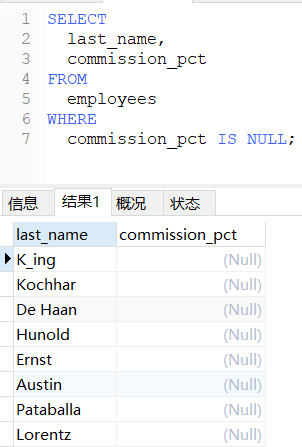 1 SELECT
2 last_name,
3 commission_pct
4 FROM
5 employees
6 WHERE
7 commission_pct IS NULL;
信息 结果1 概况 状态
last_name commission_pct
K_ing (Null)
Kochhar (Null)
De Haan (Null)
Hunold (Null)
Ernst (Null)
Austin (Null)
Pataballa (Null)
Lorentz (Null)